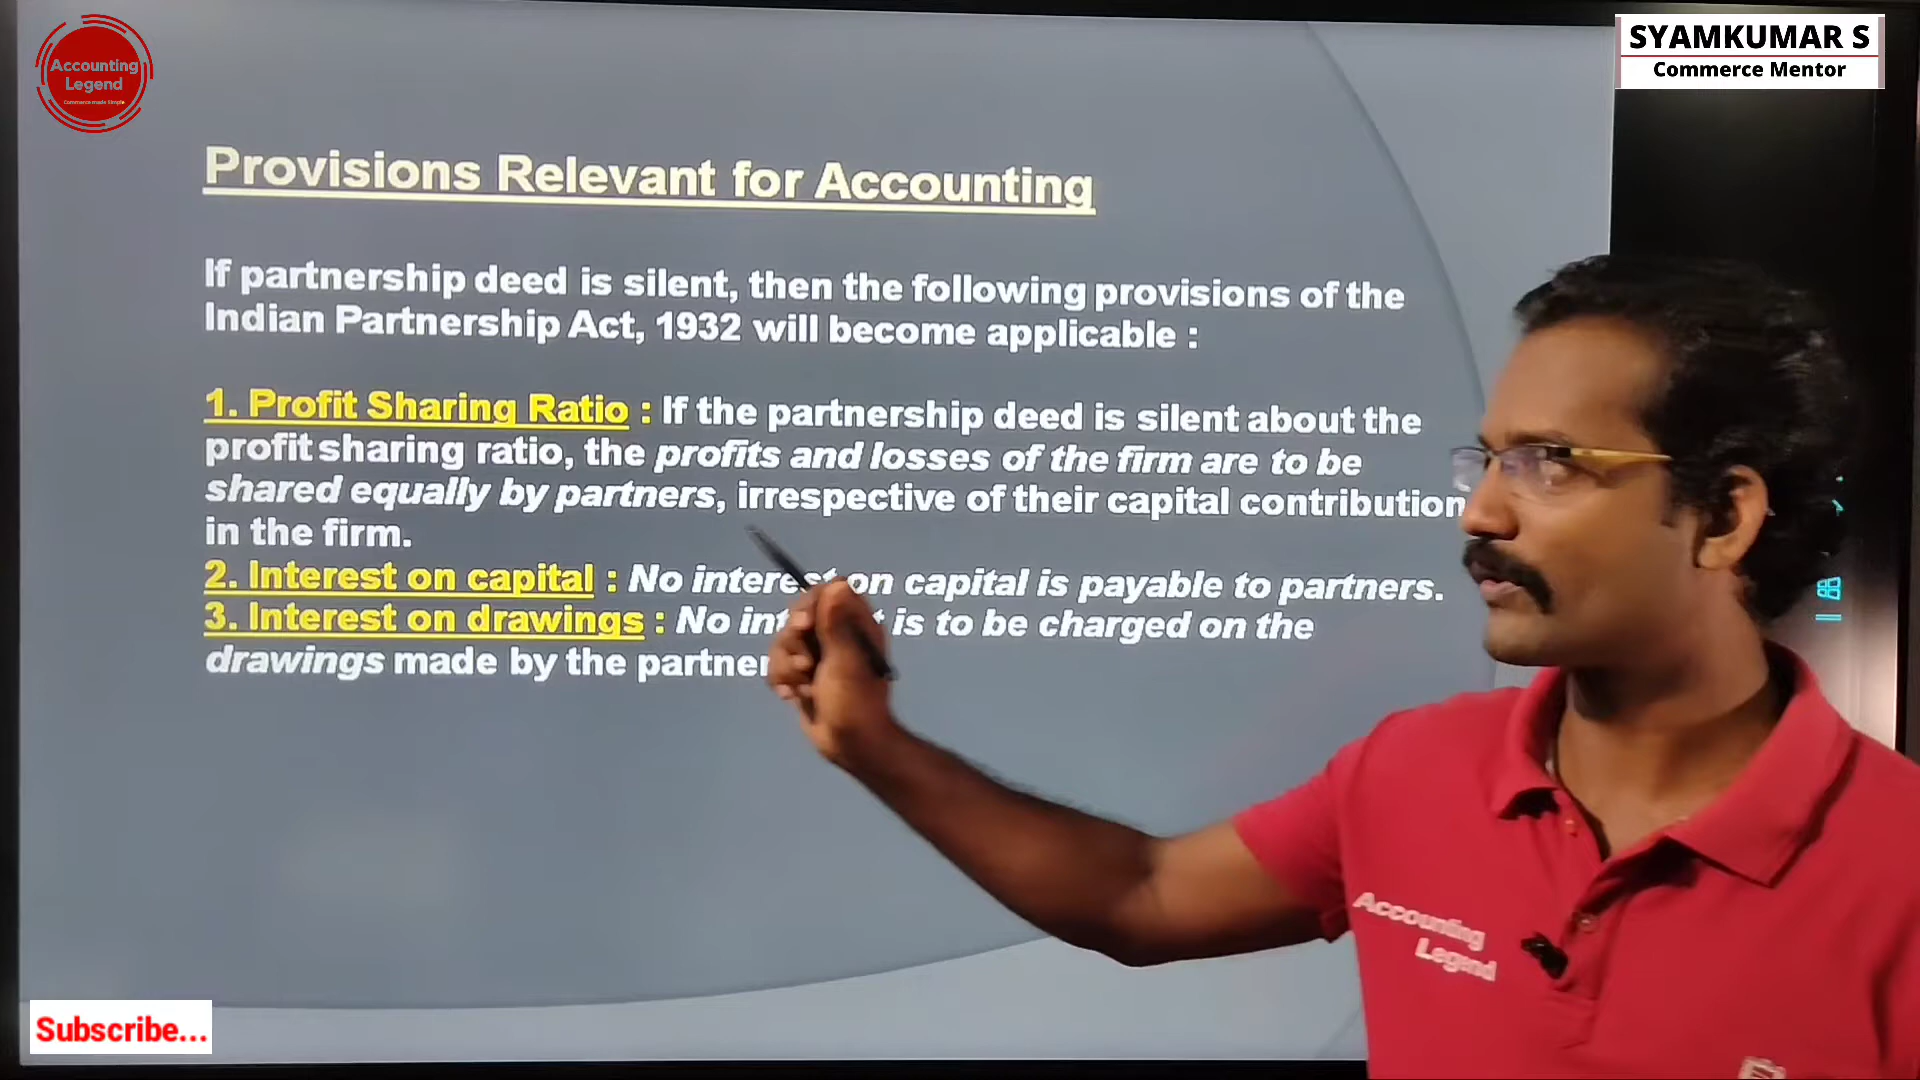 Accounting
Legend
Commerce made Simple
SYAMKUMAR S
Commerce Mentor
Provisions Relevant for Accounting
If partnership deed is silent, then the following provisions of the
Indian Partnership Act, 1932 will become applicable :
1. Profit Sharing Ratio : If the partnership deed is silent about the
profit sharing ratio, the profits and losses of the firm are to be
shared equally by partners, irrespective of their capital contribution
in the firm.
2. Interest on capital : No interest on capital is payable to partners.
3. Interest on drawings : No is to be charged on the
drawings made by the
Accounting
Legend
Subscribe...